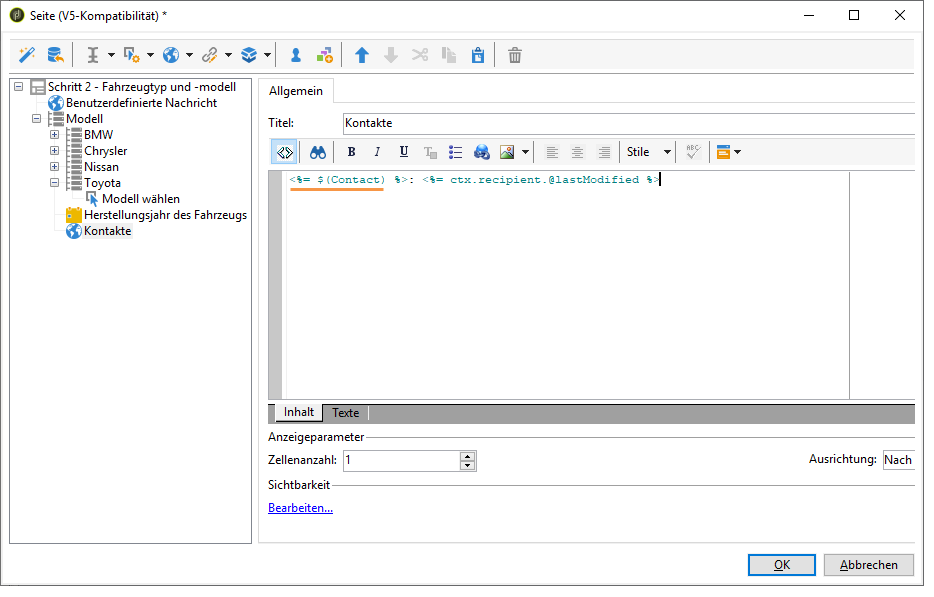 Seite (V5-Kompatibilität) *
Schritt 2 - Fahrzeugtyp und -modell
Benutzerdefinierte Nachricht
Modell
BMW
Chrysler
Nissan
Toyota
Modell wählen
Herstellungsjahr des Fahrzeugs
Kontakte
Allgemein
Titel: Kontakte
B I U T Stile ABC
<%= $(Contact) %>: <%= ctx.recipient.@lastModified %>
Inhalt Texte
Anzeigeparameter
Zellenanzahl: 1 Ausrichtung: Nach
Sichtbarkeit
Bearbeiten...
OK Abbrechen